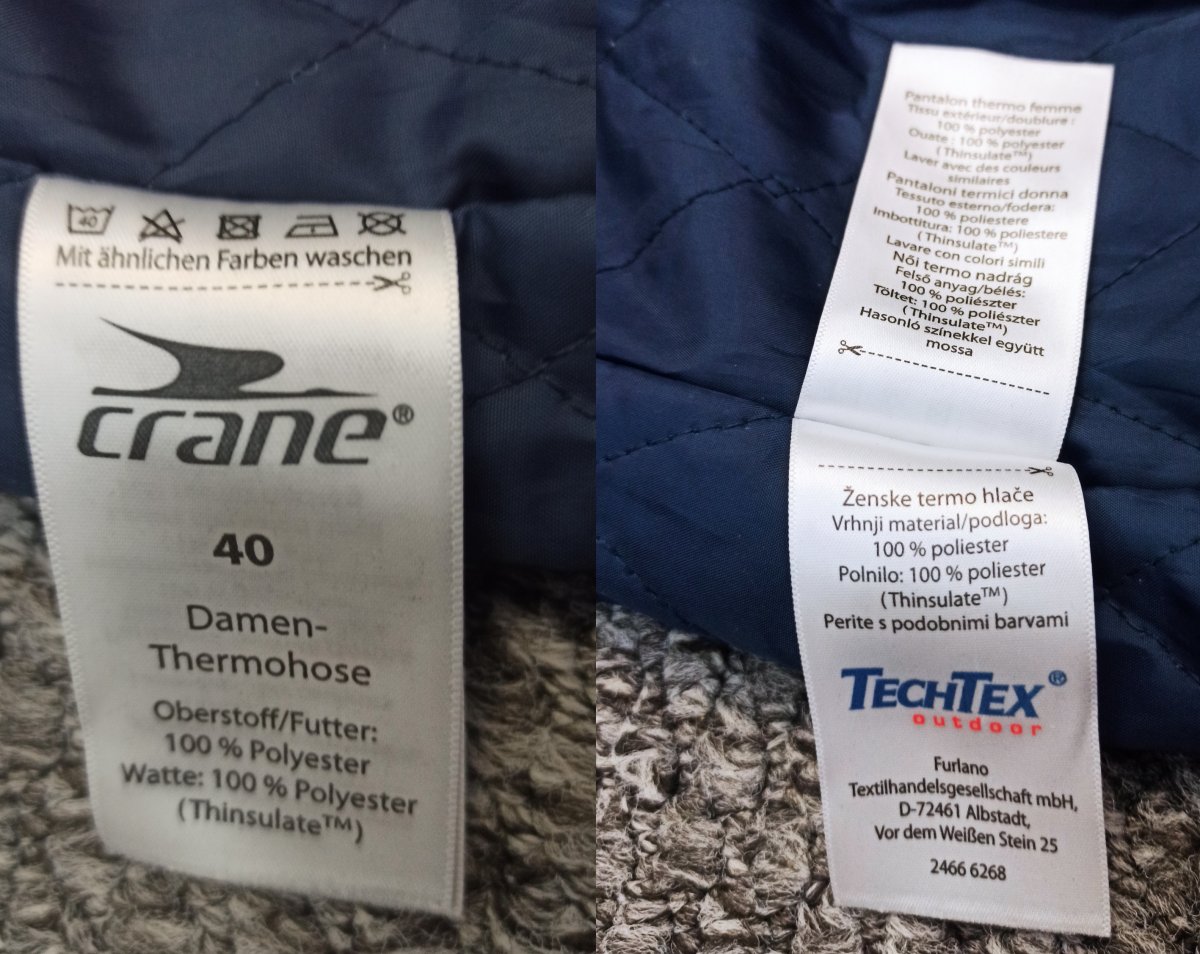 40
Mit ähnlichen Farben waschen
crane®
40
Damen-
Thermohose
Oberstoff/Futter:
100 % Polyester
Watte: 100 % Polyester
(Thinsulate™)
Pantalon thermo femme
Tissu extérieur/doublure :
100 % polyester
Ouate : 100 % polyester
(Thinsulate™)
Laver avec des couleurs
similaires
Pantaloni termici donna
Tessuto esterno/fodera:
100 % poliestere
Imbottitura: 100 % poliestere
(Thinsulate™)
Lavare con colori simili
Női termo nadrág
Felső anyag/bélés:
100 % poliészter
Töltet: 100 % poliészter
(Thinsulate™)
Hasonló színekkel együtt
mossa
Ženske termo hlače
Vrhnji material/podloga:
100 % poliester
Polnilo: 100 % poliester
(Thinsulate™)
Perite s podobnimi barvami
TECHTEX®
outdoor
Furlano
Textilhandelsgesellschaft mbH,
D-72461 Albstadt,
Vor dem Weißen Stein 25
2466 6268